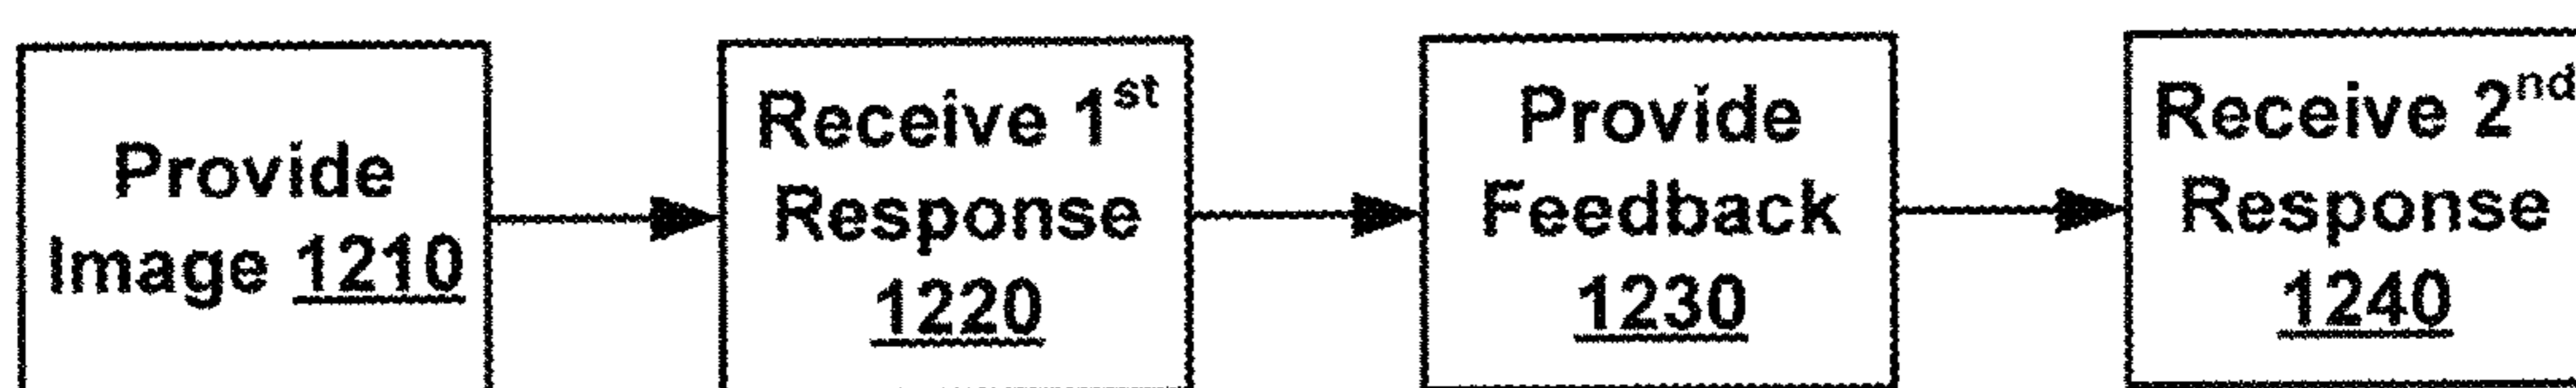 Provide
Image 1210
Receive 1st
Response
1220
Provide
Feedback
1230
Receive 2nd
Response
1240